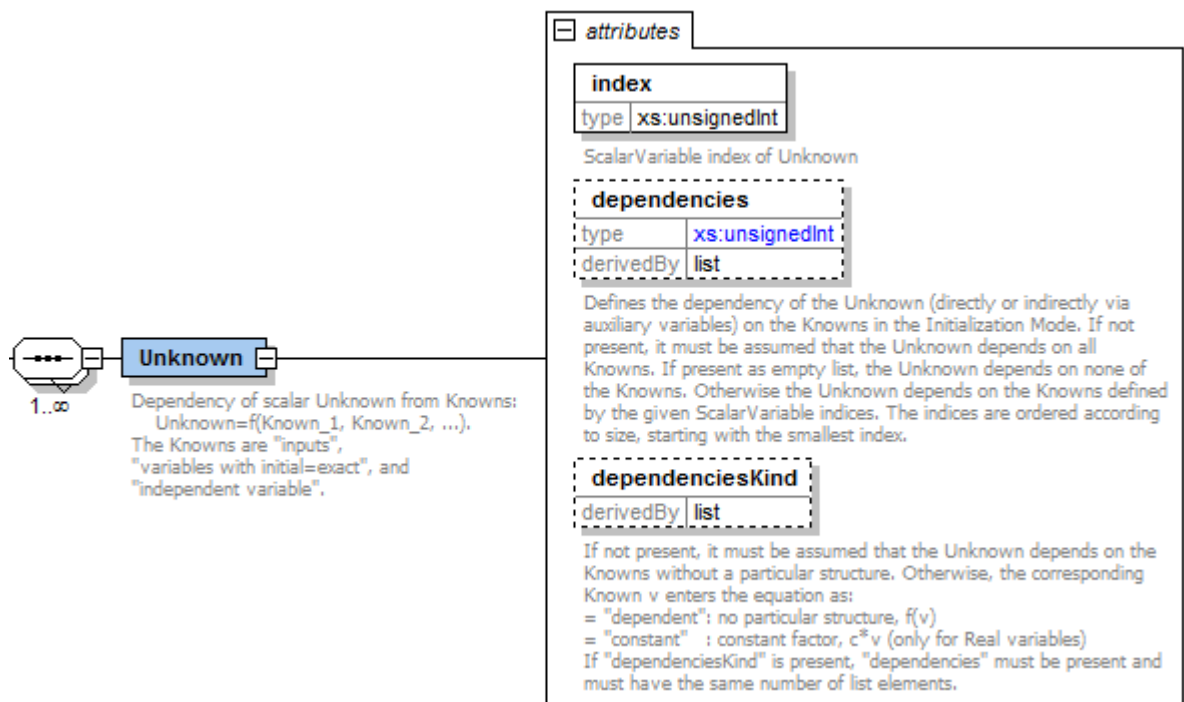 attributes
index
type xs:unsignedInt
ScalarVariable index of Unknown
dependencies
type xs:unsignedInt
derivedBy list
Defines the dependency of the Unknown (directly or indirectly via
auxiliary variables) on the Knowns in the Initialization Mode. If not
present, it must be assumed that the Unknown depends on all
Knowns. If present as empty list, the Unknown depends on none of
the Knowns. Otherwise the Unknown depends on the Knowns defined
by the given ScalarVariable indices. The indices are ordered according
to size, starting with the smallest index.
Unknown
1..∞
Dependency of scalar Unknown from Knowns:
Unknown=f(Known_1, Known_2, ...).
The Knowns are "inputs",
"variables with initial=exact", and
"independent variable".
dependenciesKind
derivedBy list
If not present, it must be assumed that the Unknown depends on the
Knowns without a particular structure. Otherwise, the corresponding
Known v enters the equation as:
= "dependent": no particular structure, f(v)
= "constant" : constant factor, c*v (only for Real variables)
If "dependenciesKind" is present, "dependencies" must be present and
must have the same number of list elements.